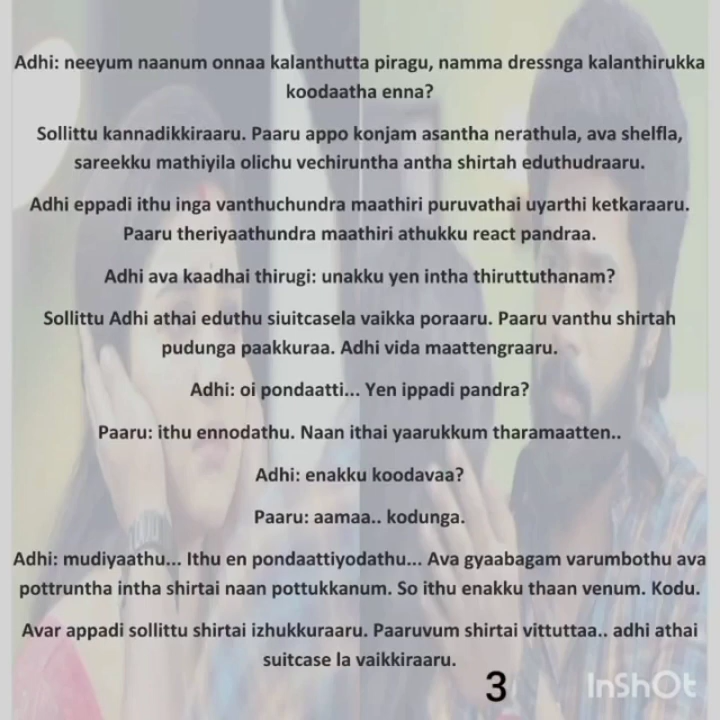 Adhi: neeyum naanum onnaa kalanthutta piragu, namma dressnga kalanthirukka
koodaatha enna?
Sollittu kannadikkiraaru. Paaru appo konjam asantha nerathula, ava shelfla,
sareekku mathiyila olichu vechiruntha antha shirtah eduthudraaru.
Adhi eppadi ithu inga vanthuchundra maathiri puruvathai uyarthi ketkaraaru.
Paaru theriyaathundra maathiri athukku react pandraa.
Adhi ava kaadhai thirugi: unakku yen intha thiruttuthanam?
Sollittu Adhi athai eduthu siuitcasela vaikka poraaru. Paaru vanthu shirtah
pudunga paakkuraa. Adhi vida maattengraaru.
Adhi: oi pondaatti... Yen ippadi pandra?
Paaru: ithu ennodathu. Naan ithai yaarukkum tharamaatten..
Adhi: enakku koodavaa?
Paaru: aamaa.. kodunga.
Adhi: mudiyaathu... Ithu en pondaattiyodathu... Ava gyaabagam varumbothu ava
pottruntha intha shirtai naan pottukkanum. So ithu enakku thaan venum. Kodu.
Avar appadi sollittu shirtai izhukkuraaru. Paaruvum shirtai vittuttaa.. adhi athai
suitcase la vaikkiraaru.
3
InShOt